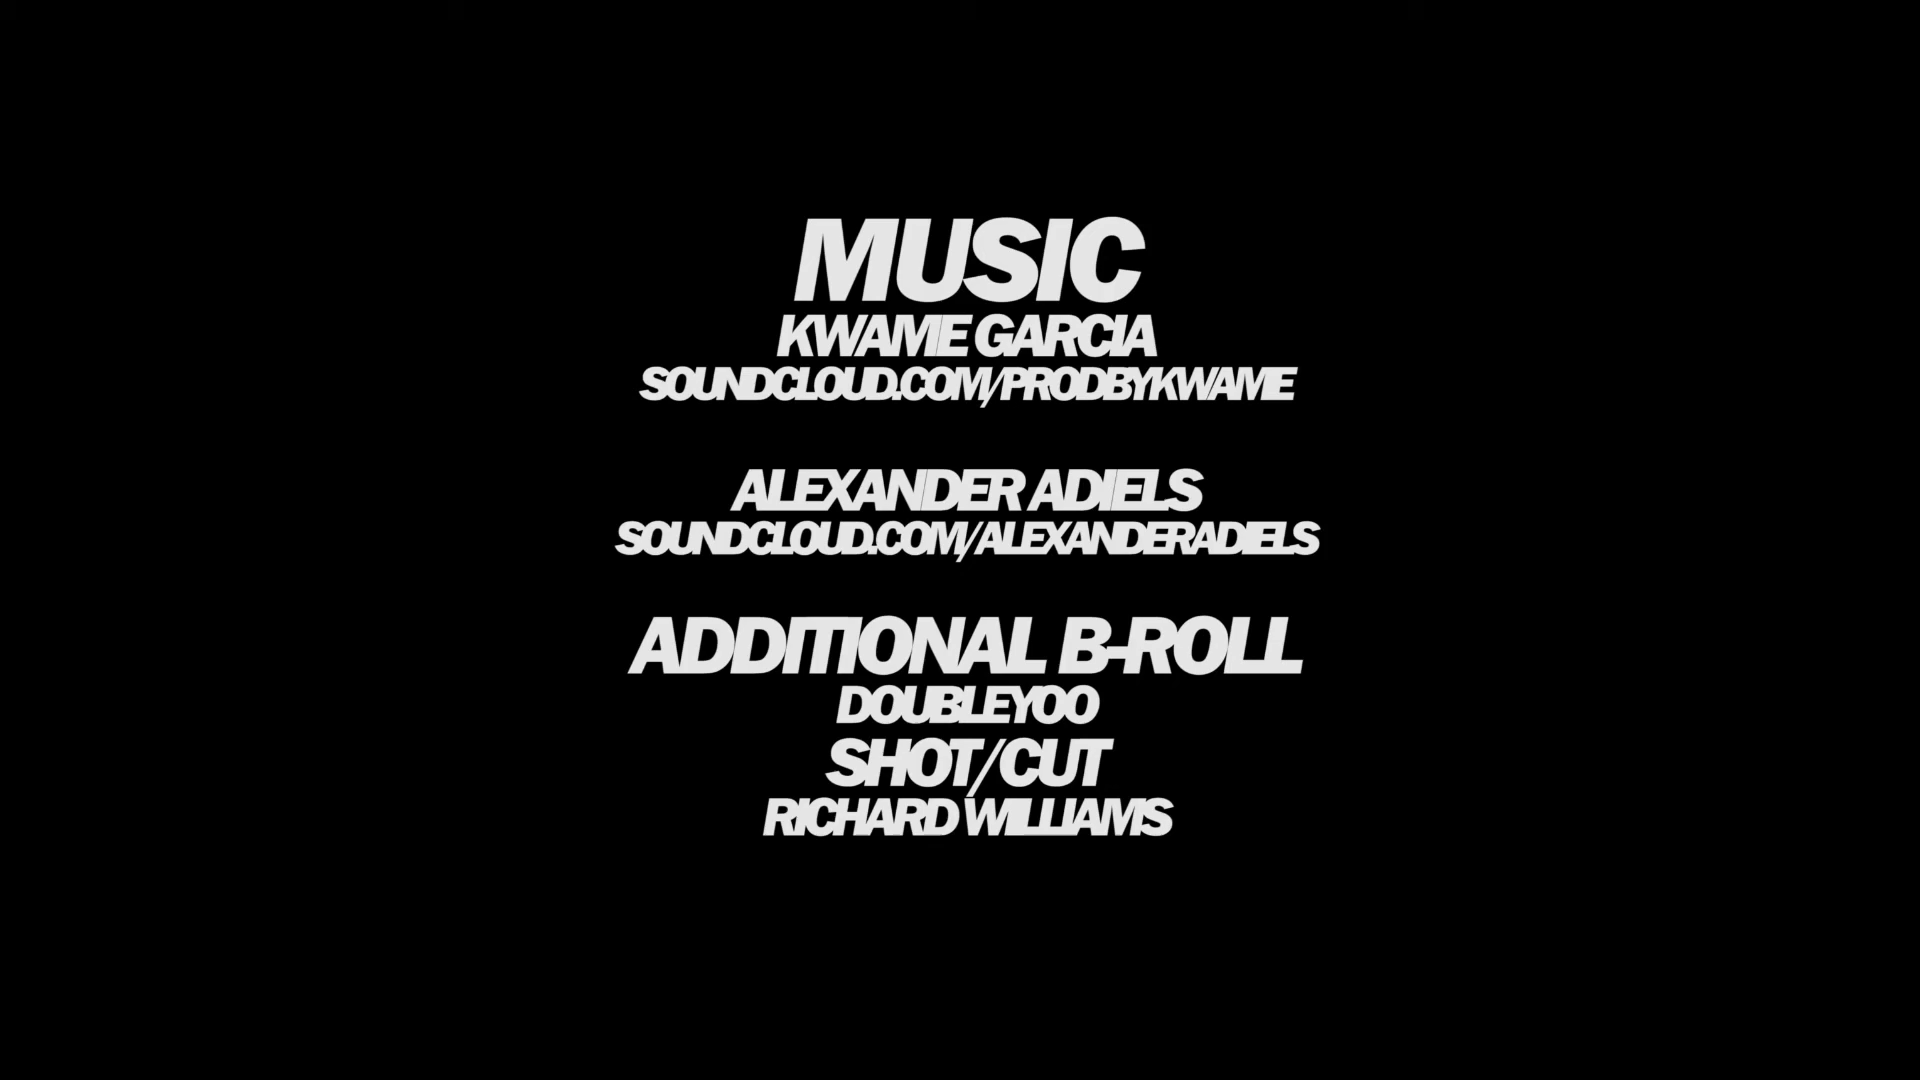 MUSIC
KWAME GARCIA
SOUNDCLOUD.COM/PRODBYKWAME
ALEXANDER ADIELS
SOUNDCLOUD.COM/ALEXANDERADIELS
ADDITIONAL B-ROLL
DOUBLEYOO
SHOT/CUT
RICHARD WILLIAMS